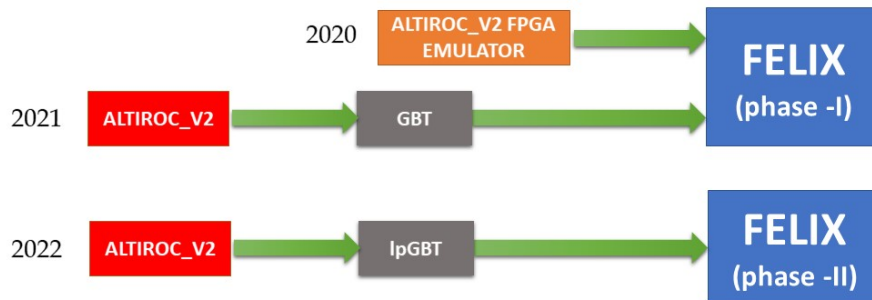 2020
ALTIROC_V2 FPGA
EMULATOR
FELIX
(phase -I)
2021
ALTIROC_V2
GBT
2022
ALTIROC_V2
lpGBT
FELIX
(phase -II)